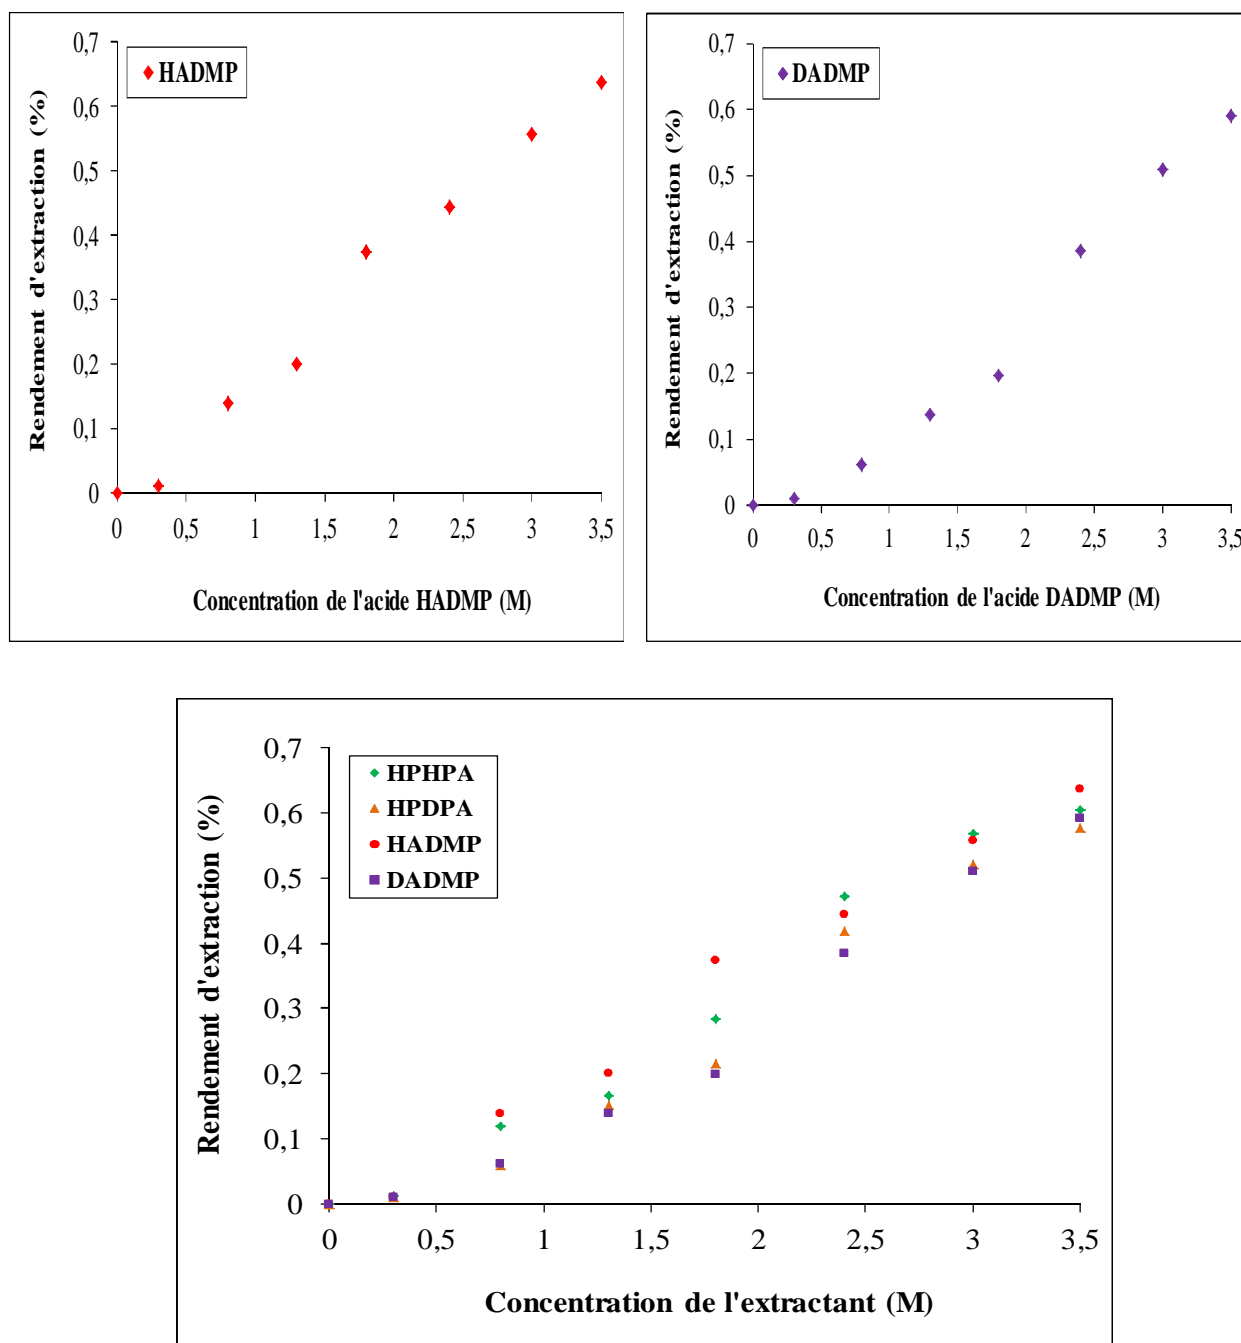 HADMP
0,7
0,6
0,5
0,4
0,3
0,2
0,1
0
Rendement d'extraction (%)
0 0,5 1 1,5 2 2,5 3 3,5
Concentration de l'acide HADMP (M)
DADMP
0,7
0,6
0,5
0,4
0,3
0,2
0,1
0
Rendement d'extraction (%)
0 0,5 1 1,5 2 2,5 3 3,5
Concentration de l'acide DADMP (M)
HPHPA
HPDPA
HADMP
DADMP
0,7
0,6
0,5
0,4
0,3
0,2
0,1
0
Rendement d'extraction (%)
0 0,5 1 1,5 2 2,5 3 3,5
Concentration de l'extractant (M)